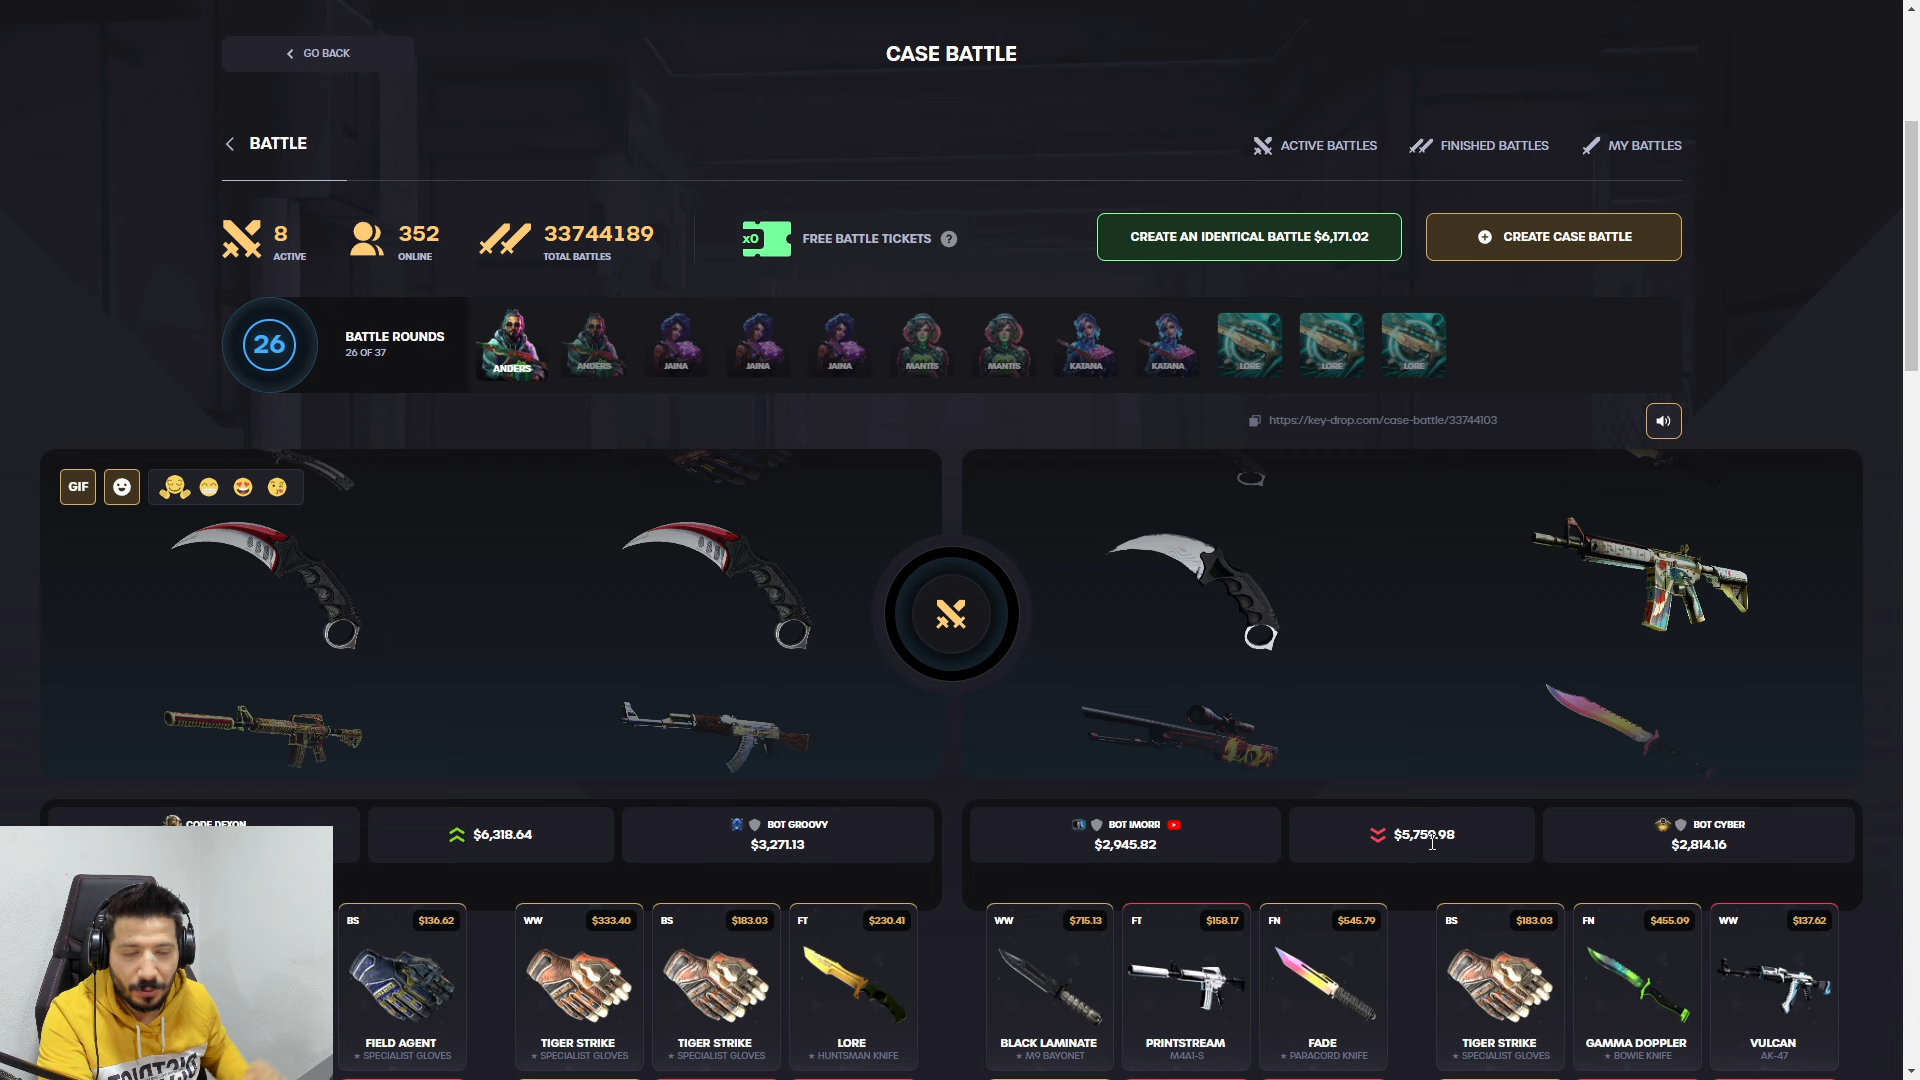 GO BACK
CASE BATTLE
BATTLE
ACTIVE BATTLES
FINISHED BATTLES
MY BATTLES
8
ACTIVE
352
ONLINE
33744189
TOTAL BATTLES
x0
FREE BATTLE TICKETS ?
CREATE AN IDENTICAL BATTLE $6,171.02
CREATE CASE BATTLE
26
BATTLE ROUNDS
26 OF 37
ANDERS
ANDERS
JAINA
JAINA
JAINA
MANTIS
MANTIS
KATANA
KATANA
LORE
LORE
LORE
https://key-drop.com/case-battle/33744103
GIF
CODE DEXON
$6,318.64
BOT GROOVY
$3,271.13
BOT IMORR
$2,945.82
$5,759.98
BOT CYBER
$2,814.16
BS $136.62
FIELD AGENT
★ SPECIALIST GLOVES
WW $333.40
TIGER STRIKE
★ SPECIALIST GLOVES
BS $183.03
TIGER STRIKE
★ SPECIALIST GLOVES
FT $230.41
LORE
★ HUNTSMAN KNIFE
WW $715.13
BLACK LAMINATE
★ M9 BAYONET
FT $158.17
PRINTSTREAM
M4A1-S
FN $545.79
FADE
★ PARACORD KNIFE
BS $183.03
TIGER STRIKE
★ SPECIALIST GLOVES
FN $455.09
GAMMA DOPPLER
★ BOWIE KNIFE
WW $137.62
VULCAN
AK-47